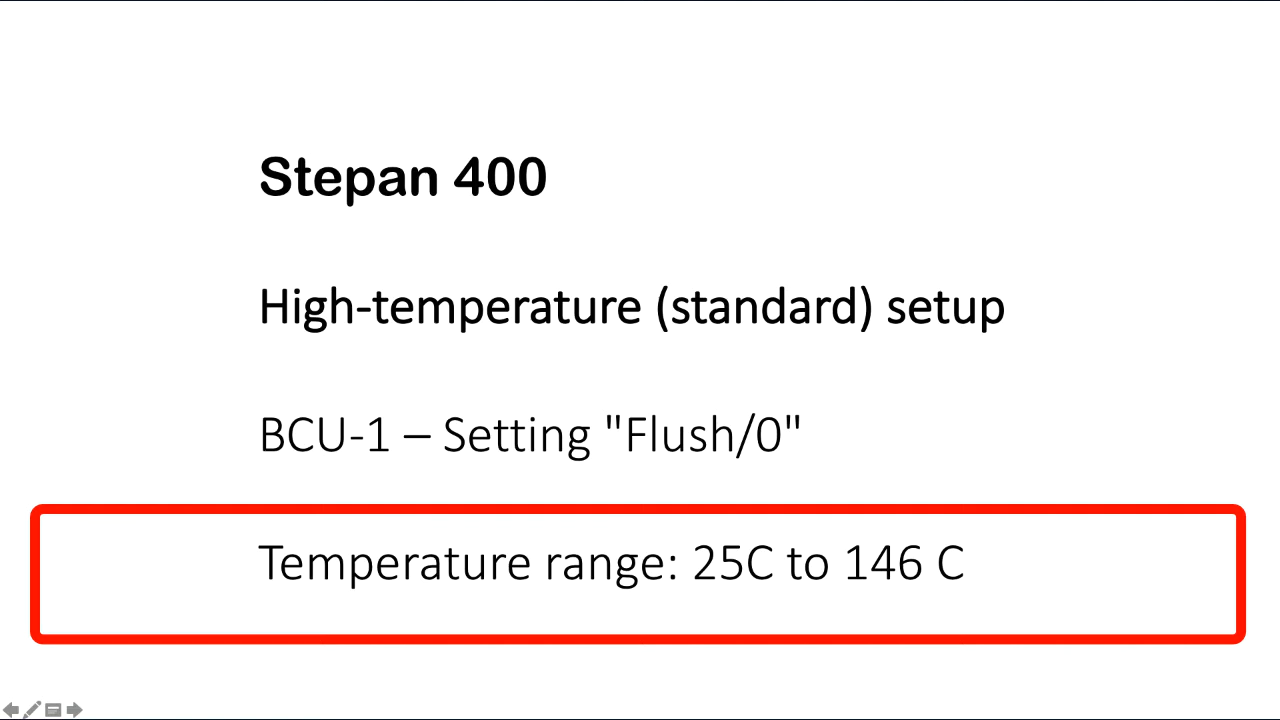 Stepan 400
High-temperature (standard) setup
BCU-1 – Setting "Flush/0"
Temperature range: 25C to 146 C